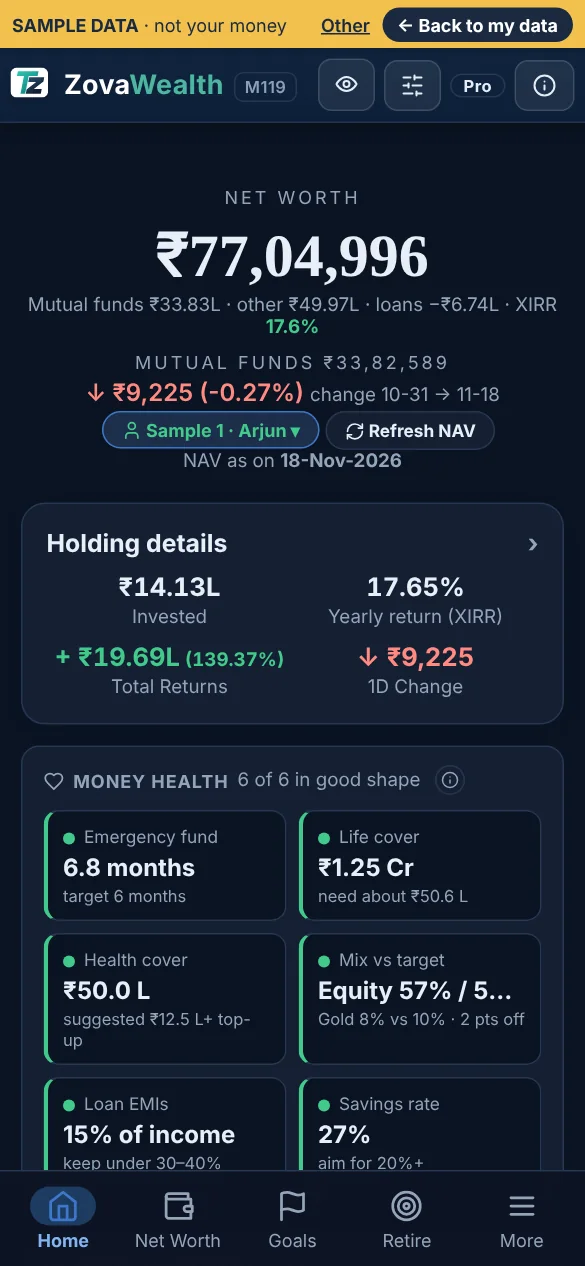 SAMPLE DATA · not your money Other ← Back to my data
TZ ZovaWealth M119 Pro
NET WORTH
₹77,04,996
Mutual funds ₹33.83L · other ₹49.97L · loans −₹6.74L · XIRR
17.6%
MUTUAL FUNDS ₹33,82,589
↓ ₹9,225 (-0.27%) change 10-31 → 11-18
Sample 1 · Arjun ▾ Refresh NAV
NAV as on 18-Nov-2026
Holding details ›
₹14.13L 17.65%
Invested Yearly return (XIRR)
+ ₹19.69L (139.37%) ↓ ₹9,225
Total Returns 1D Change
MONEY HEALTH 6 of 6 in good shape
Emergency fund Life cover
6.8 months ₹1.25 Cr
target 6 months need about ₹50.6 L
Health cover Mix vs target
₹50.0 L Equity 57% / 5...
suggested ₹12.5 L+ top- Gold 8% vs 10% · 2 pts off
up
Loan EMIs Savings rate
15% of income 27%
keep under 30–40% aim for 20%+
Home Net Worth Goals Retire More